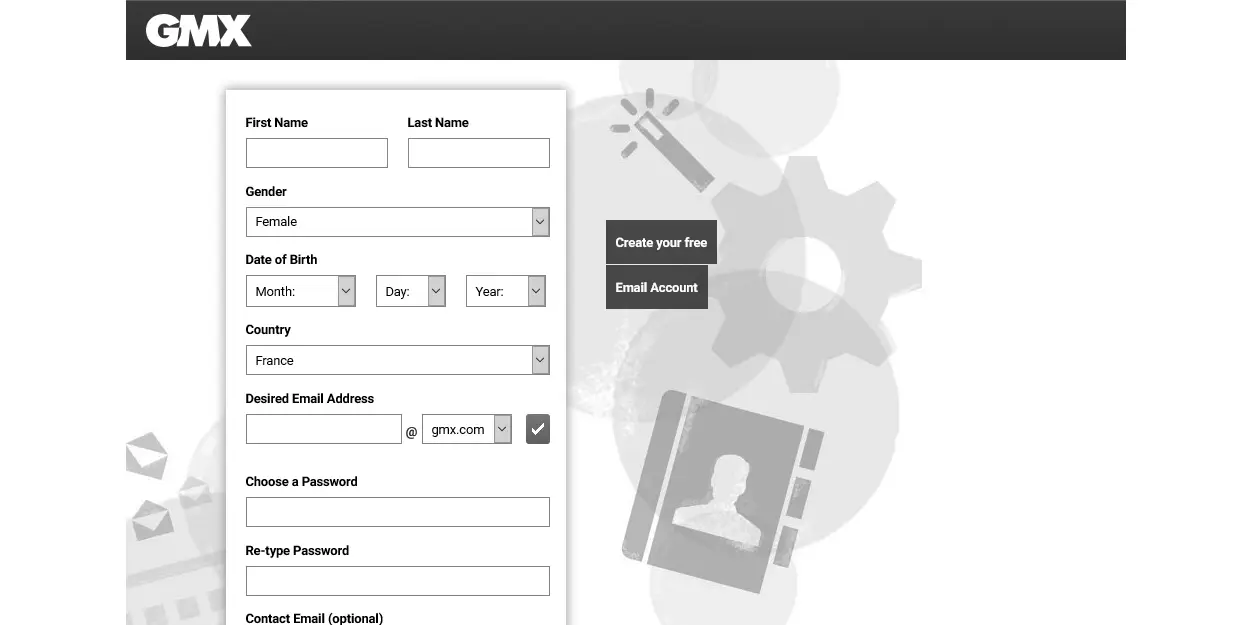 GMX
First Name Last Name
Gender
Female
Date of Birth
Month: Day: Year:
Country
France
Desired Email Address
@ gmx.com
Choose a Password
Re-type Password
Contact Email (optional)
Create your free
Email Account